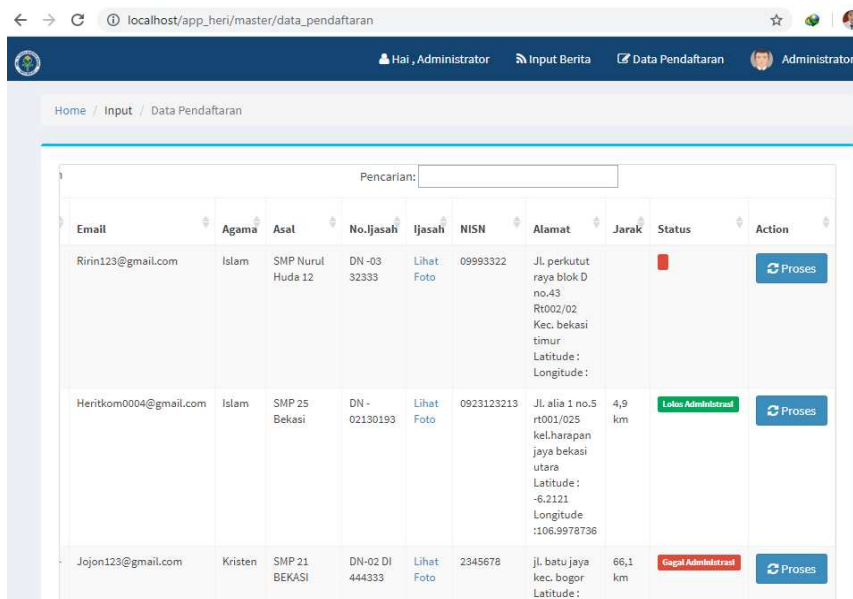 localhost/app_heri/master/data_pendaftaran
Hai , Administrator Input Berita Data Pendaftaran Administrator
Home / Input / Data Pendaftaran
Pencarian:
Email Agama Asal No.Ijasah Ijasah NISN Alamat Jarak Status Action
Ririn123@gmail.com Islam SMP Nurul DN -03 Lihat 09993322 Jl. perkutut Proses
Huda 12 32333 Foto raya blok D
no.43
Rt002/02
Kec. bekasi
timur
Latitude :
Longitude :
Heritkom0004@gmail.com Islam SMP 25 DN - Lihat 0923123213 Jl. alia 1 no.5 4,9 Lolos Administrasi Proses
Bekasi 02130193 Foto rt001/025 km
kel.harapan
jaya bekasi
utara
Latitude :
-6.2121
Longitude
:106.9978736
Jojon123@gmail.com Kristen SMP 21 DN-02 DI Lihat 2345678 jl. batu jaya 66,1 Gagal Administrasi Proses
BEKASI 444333 Foto kec. bogor km
Latitude :